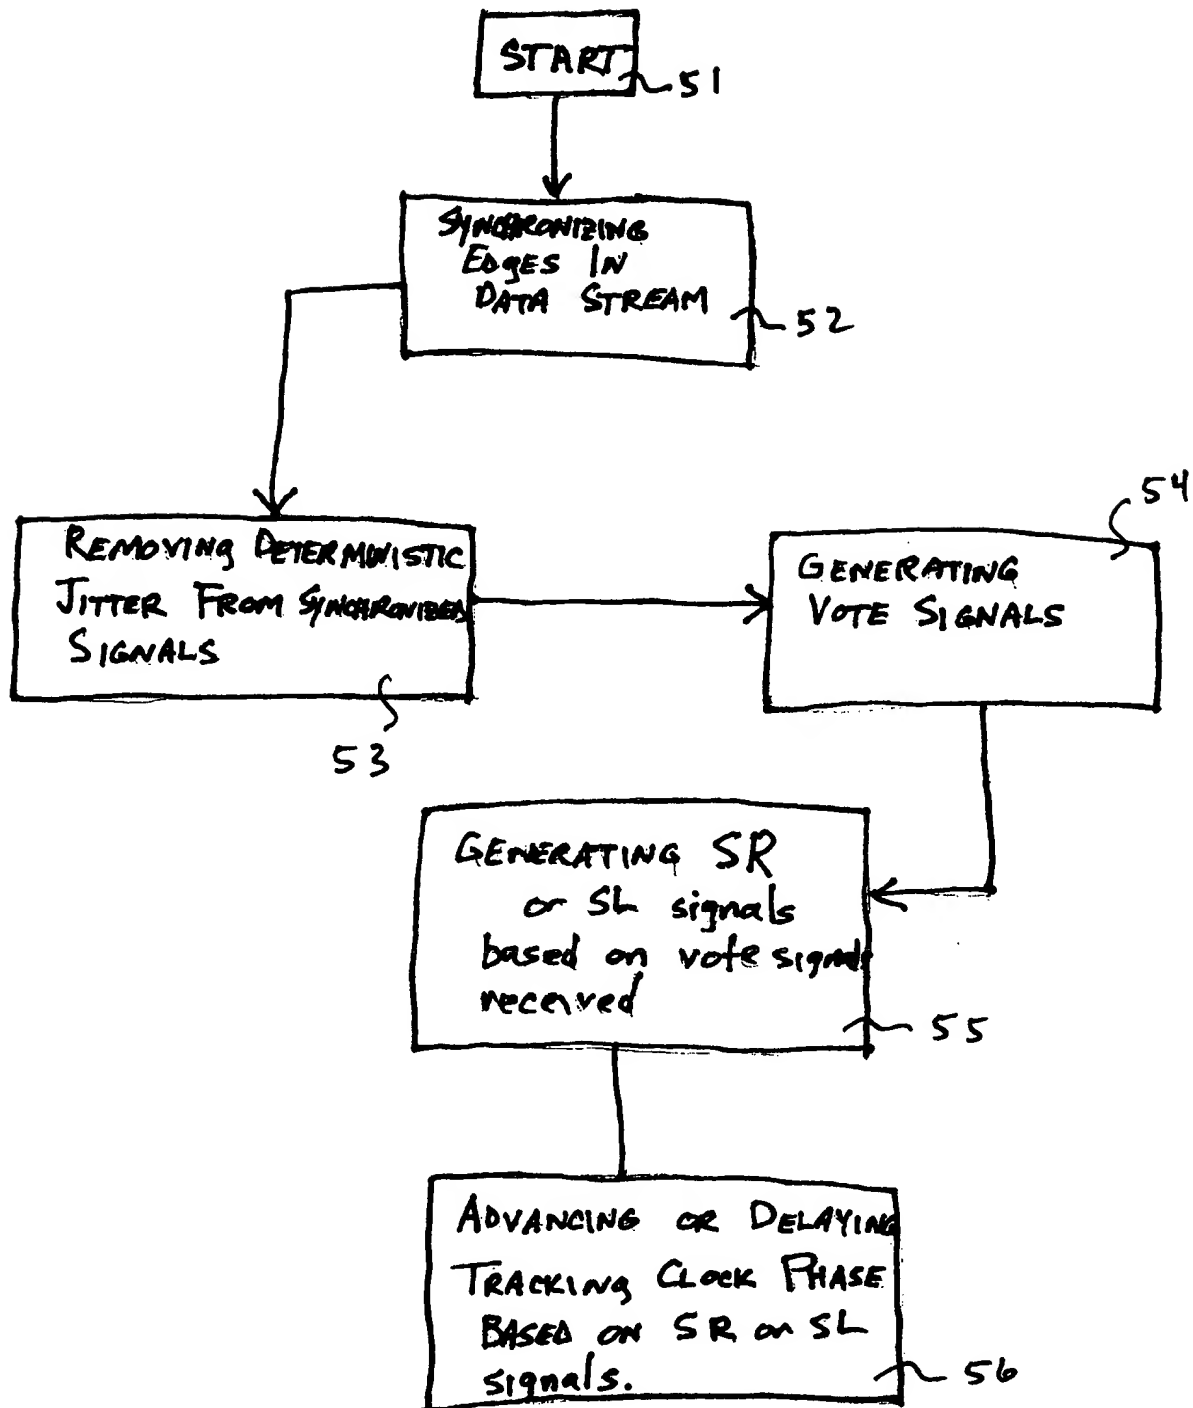 START
51
SYNCHRONIZING
EDGES IN
DATA STREAM
52
REMOVING DETERMINISTIC
JITTER FROM SYNCHRONIZED
SIGNALS
53
54
GENERATING
VOTE SIGNALS
GENERATING SR
or SL signals
based on vote signals
received
55
ADVANCING OR DELAYING
TRACKING CLOCK PHASE
BASED ON SR or SL
signals.
56